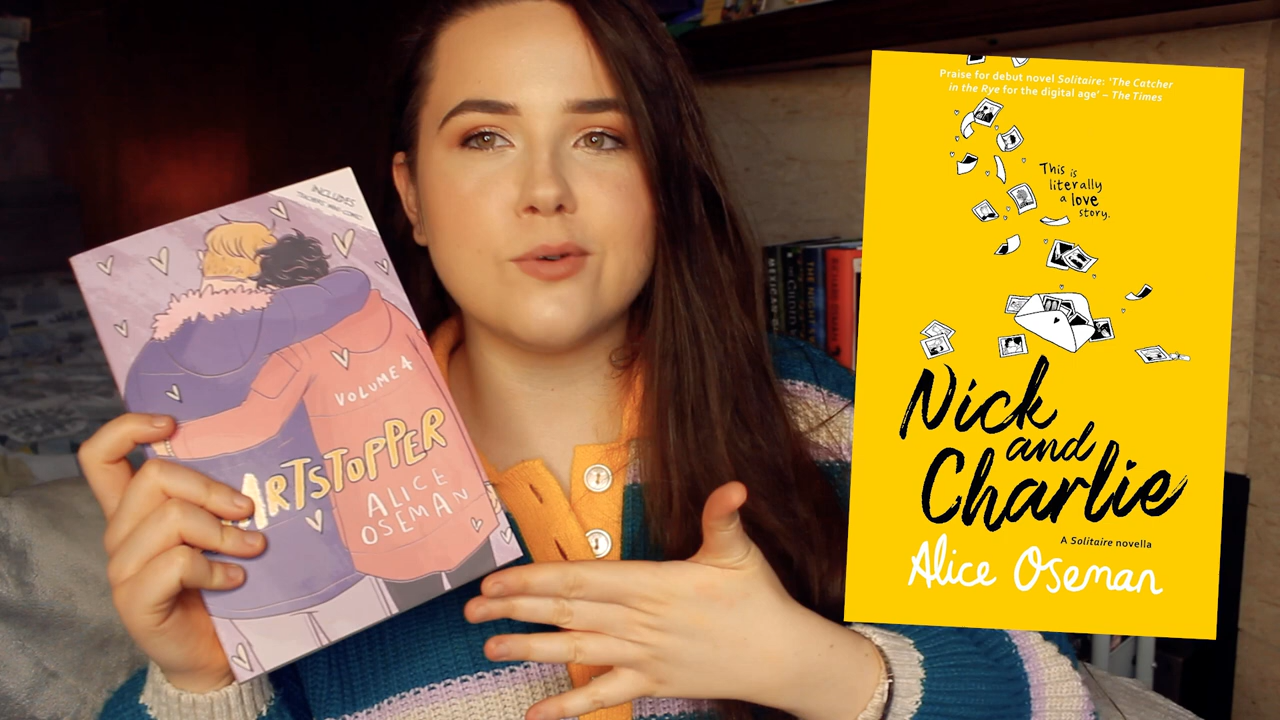 INCLUDES
VOLUME 4
ARTSTOPPER
ALICE
OSEMAN
Praise for debut novel Solitaire: 'The Catcher
in the Rye for the digital age' – The Times
This is
literally
a love
story.
Nick
and
Charlie
A Solitaire novella
Alice Oseman